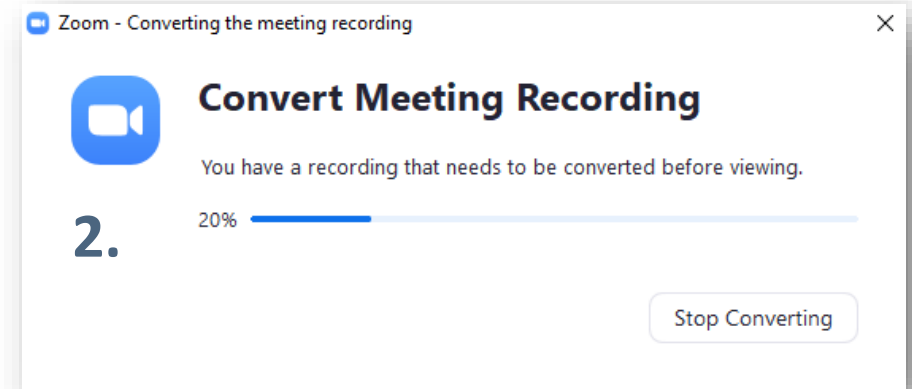 Zoom - Converting the meeting recording
Convert Meeting Recording
You have a recording that needs to be converted before viewing.
20%
2.
Stop Converting